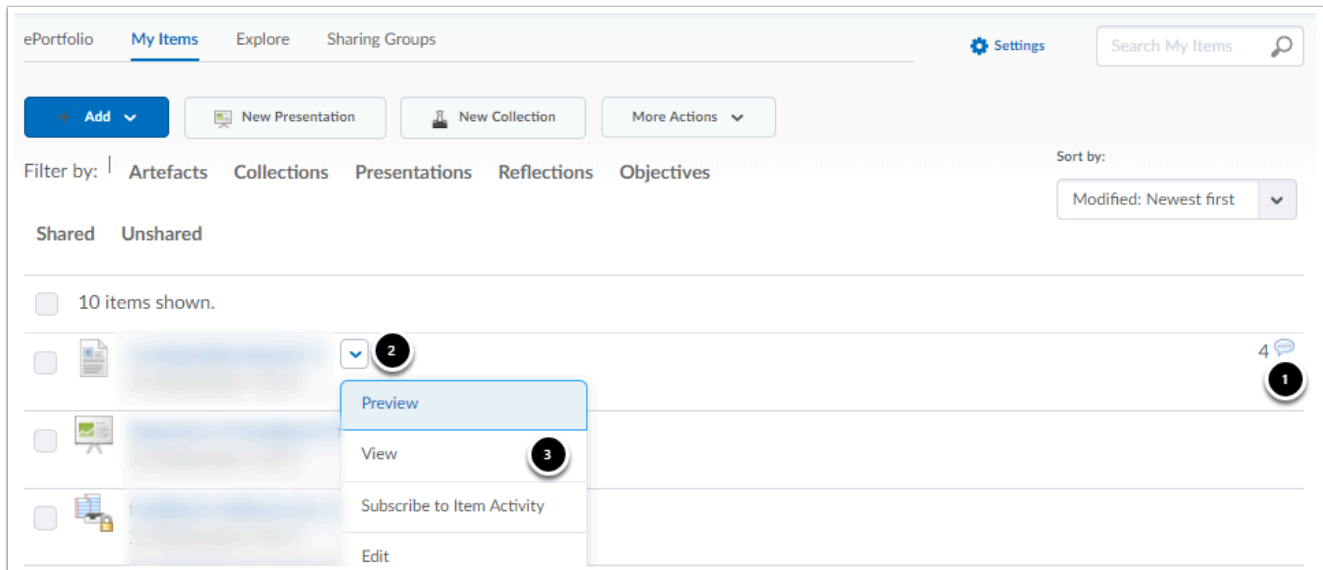 ePortfolio My Items Explore Sharing Groups Settings Search My Items
Add New Presentation New Collection More Actions
Sort by:
Filter by: Artefacts Collections Presentations Reflections Objectives
Modified: Newest first
Shared Unshared
10 items shown.
2 4
1
Preview
View 3
Subscribe to Item Activity
Edit